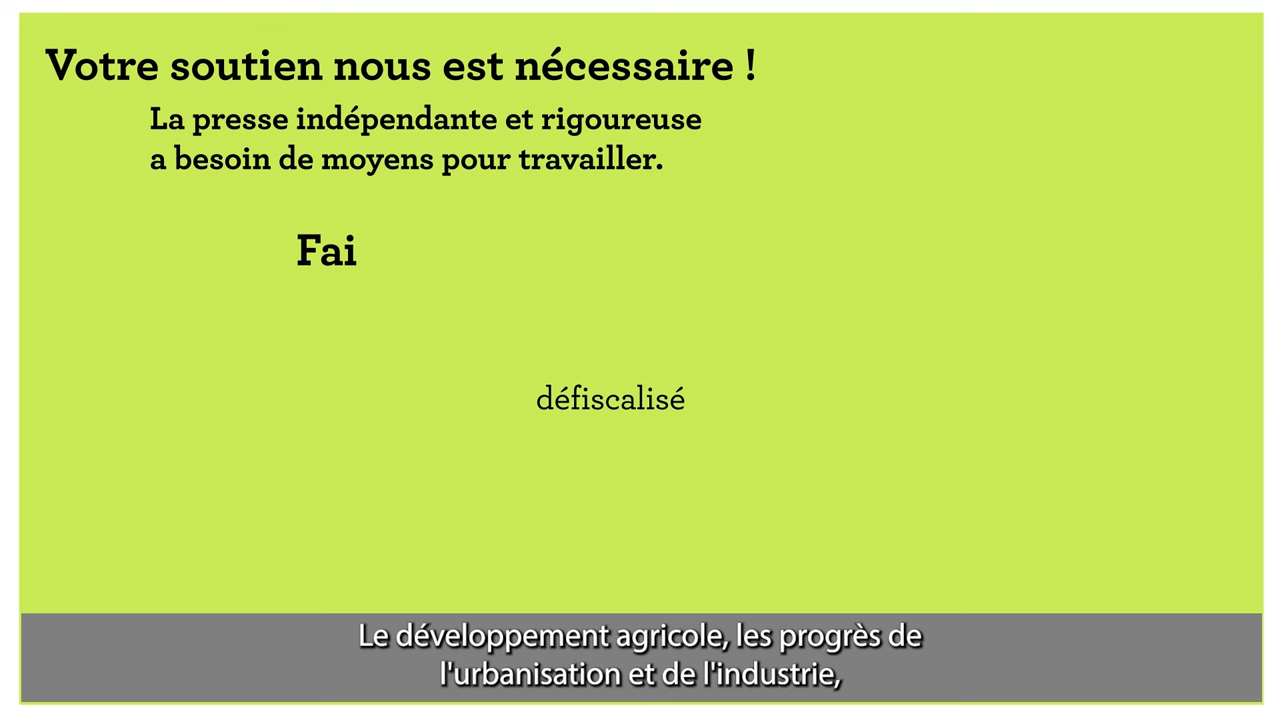 Votre soutien nous est nécessaire !
La presse indépendante et rigoureuse
a besoin de moyens pour travailler.
Fai
défiscalisé
Le développement agricole, les progrès de
l'urbanisation et de l'industrie,